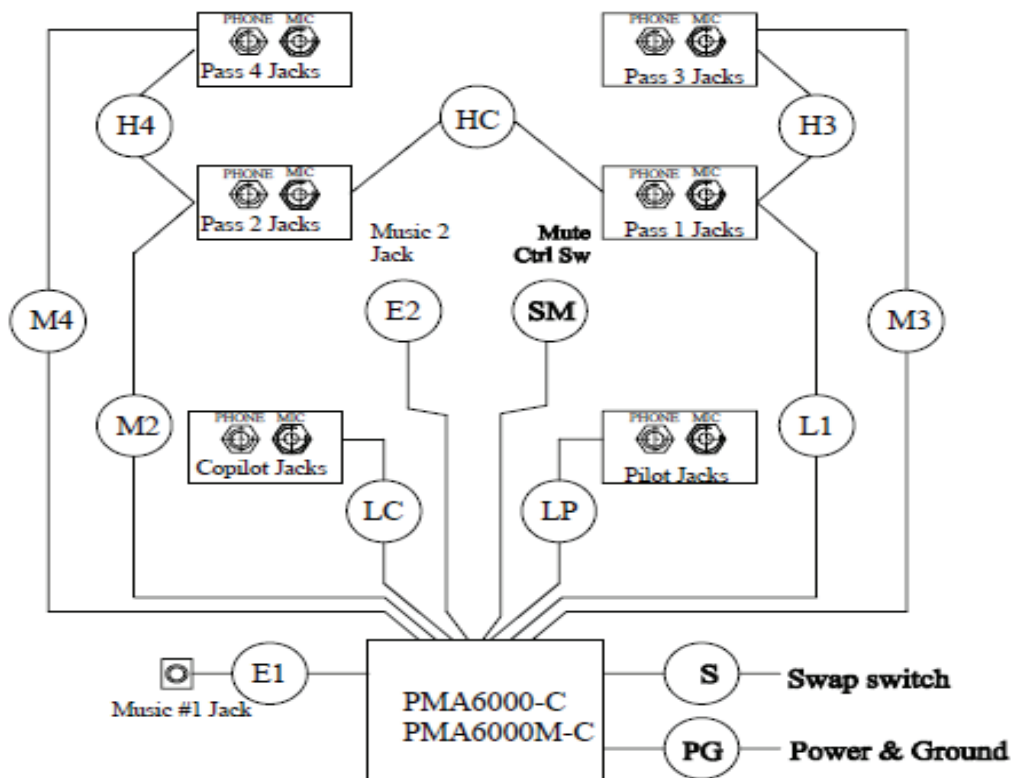 PHONE MIC
Pass 4 Jacks
PHONE MIC
Pass 3 Jacks
H4
HC
H3
PHONE MIC
Pass 2 Jacks
PHONE MIC
Pass 1 Jacks
Music 2
Jack
Mute
Ctrl Sw
M4
E2
SM
M3
M2
PHONE MIC
Copilot Jacks
PHONE MIC
Pilot Jacks
L1
LC
LP
Music #1 Jack
E1
PMA6000-C
PMA6000M-C
S
Swap switch
PG
Power & Ground